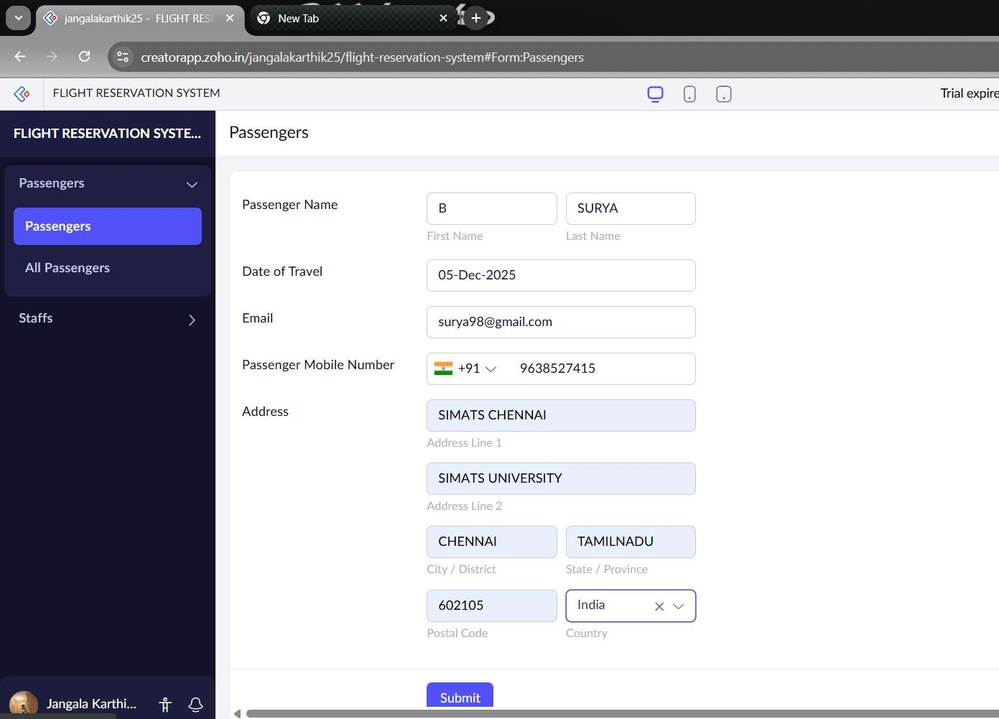 jangalakarthik25 - FLIGHT RESE
New Tab
creatorapp.zoho.in/jangalakarthik25/flight-reservation-system#Form:Passengers
FLIGHT RESERVATION SYSTEM
Trial expire
FLIGHT RESERVATION SYSTE...
Passengers
Passengers
Passengers
All Passengers
Staffs
Passenger Name
B
SURYA
First Name
Last Name
Date of Travel
05-Dec-2025
Email
surya98@gmail.com
Passenger Mobile Number
+91
9638527415
Address
SIMATS CHENNAI
Address Line 1
SIMATS UNIVERSITY
Address Line 2
CHENNAI
TAMILNADU
City / District
State / Province
602105
India
Postal Code
Country
Submit
Jangala Karthi...